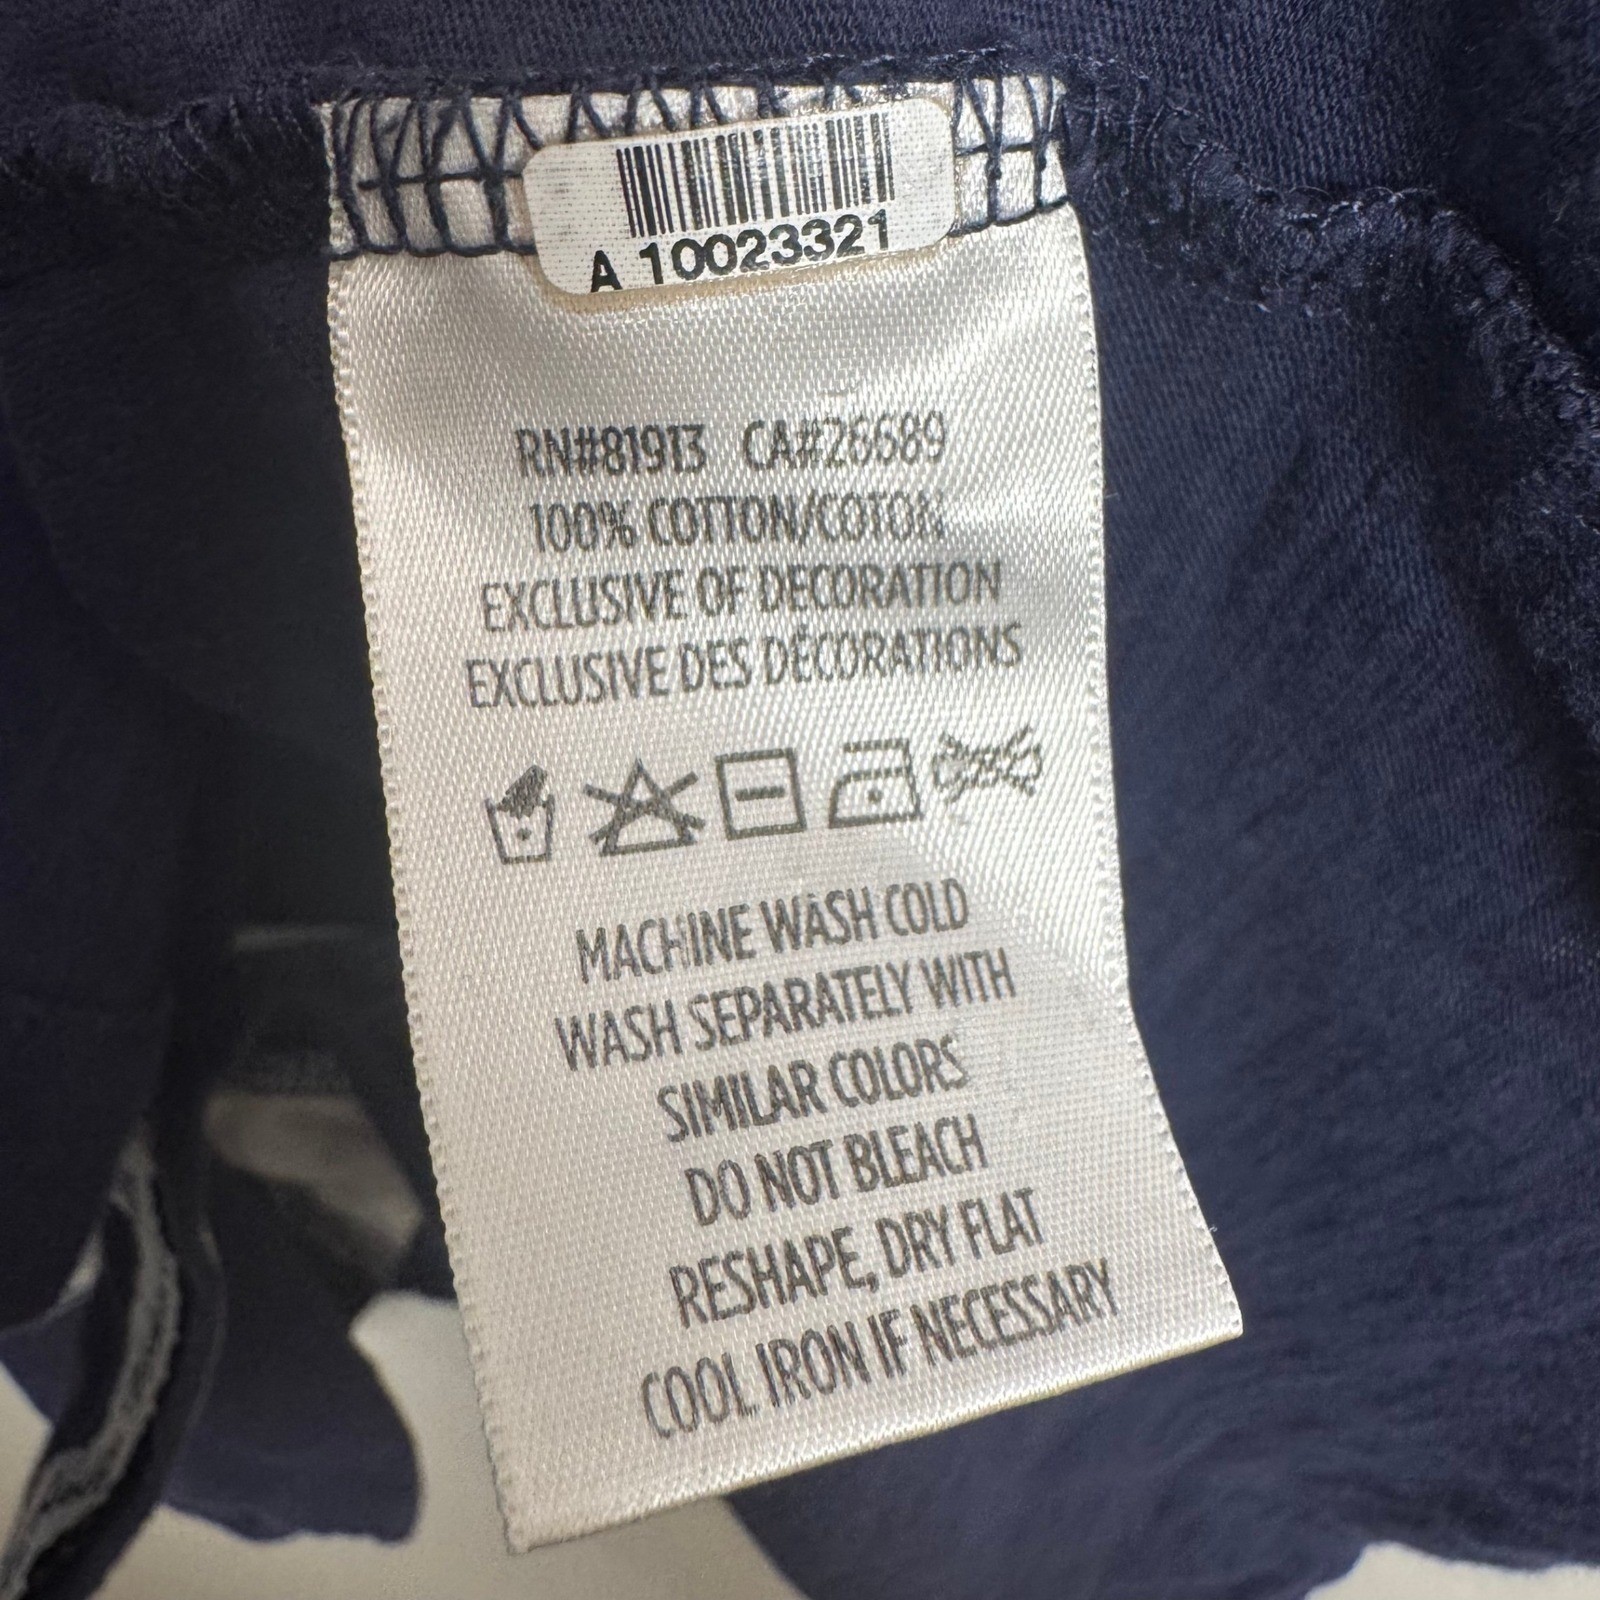 A 10023321
RN#81913 CA#26689
100% COTTON/COTON
EXCLUSIVE OF DECORATION
EXCLUSIVE DES DÉCORATIONS
MACHINE WASH COLD
WASH SEPARATELY WITH
SIMILAR COLORS
DO NOT BLEACH
RESHAPE, DRY FLAT
COOL IRON IF NECESSARY